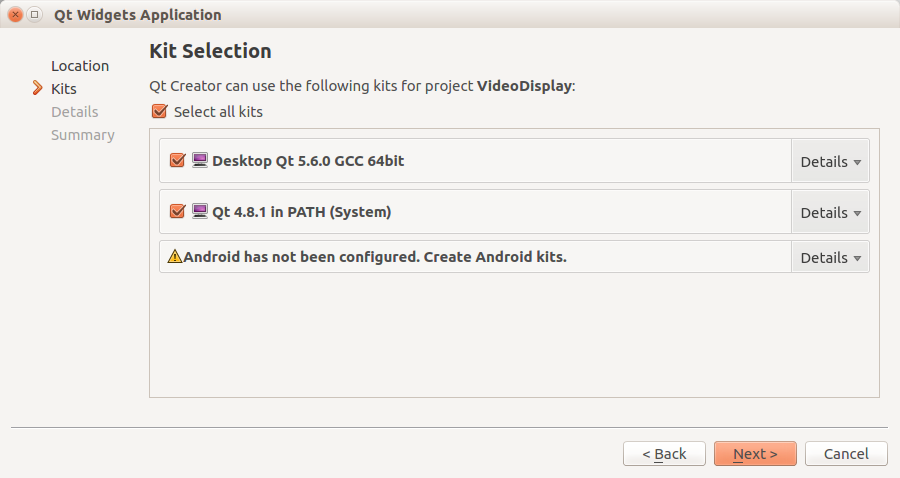 Qt Widgets Application
Kit Selection
Location
Kits
Details
Summary
Qt Creator can use the following kits for project VideoDisplay:
Select all kits
Desktop Qt 5.6.0 GCC 64bit
Details
Qt 4.8.1 in PATH (System)
Details
Android has not been configured. Create Android kits.
Details
< Back
Next >
Cancel